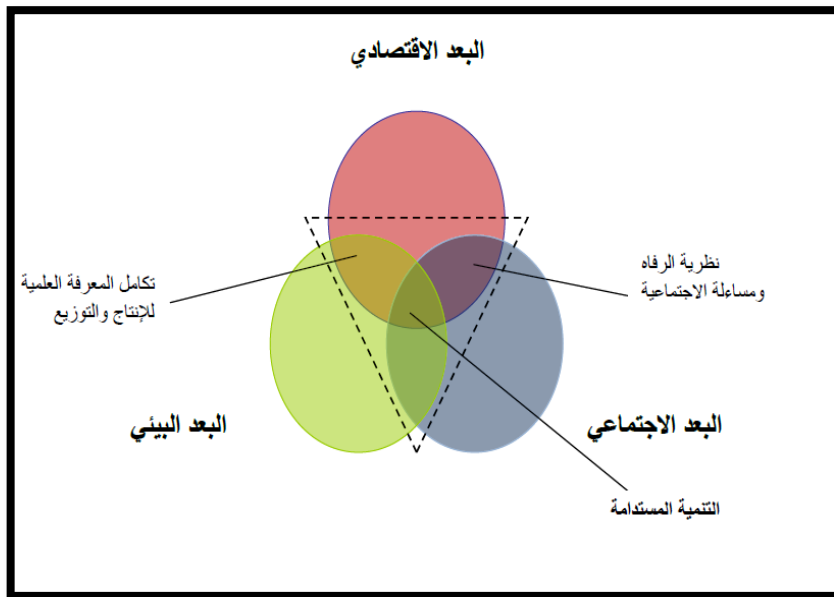 البعد الاقتصادي
نظرية الرفاه
ومساءلة الاجتماعية
تكامل المعرفة العلمية
للإنتاج والتوزيع
البعد الاجتماعي
البعد البيئي
التنمية المستدامة